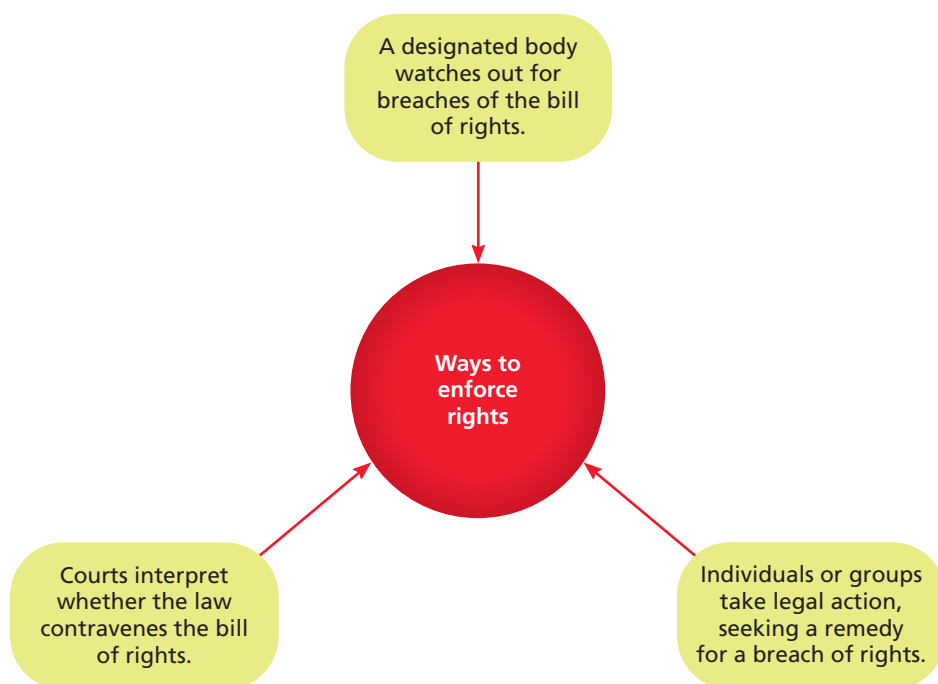 A designated body
watches out for
breaches of the bill
of rights.
Ways to
enforce
rights
Courts interpret
whether the law
contravenes the bill
of rights.
Individuals or groups
take legal action,
seeking a remedy
for a breach of rights.